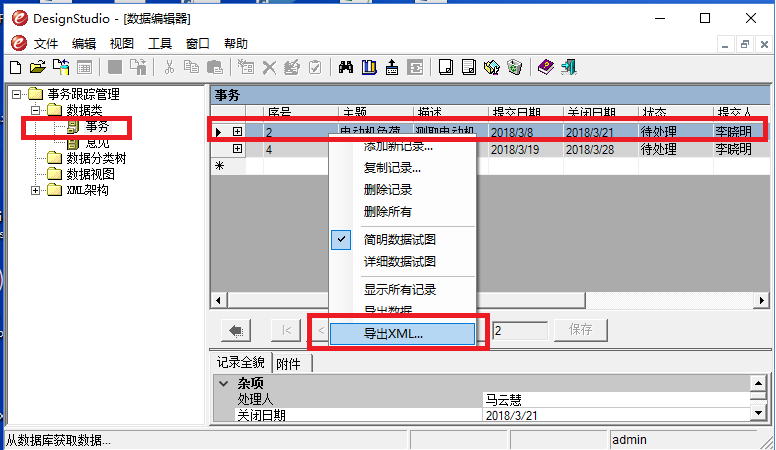 DesignStudio - [数据编辑器]
文件 编辑 视图 工具 窗口 帮助
事务跟踪管理
数据类
事务
意见
数据分类树
数据视图
XML架构
事务
序号 主题 描述 提交日期 关闭日期 状态 提交人
2 电动机负荷 测取电动机 2018/3/8 2018/3/21 待处理 李晓明
4 2018/3/19 2018/3/28 待处理 李晓明
添加新记录...
复制记录...
删除记录
删除所有
简明数据试图
详细数据试图
显示所有记录
导出数据
导出XML...
2 保存
记录全貌 附件
杂项
处理人 马云慧
关闭日期 2018/3/21
从数据库获取数据... admin